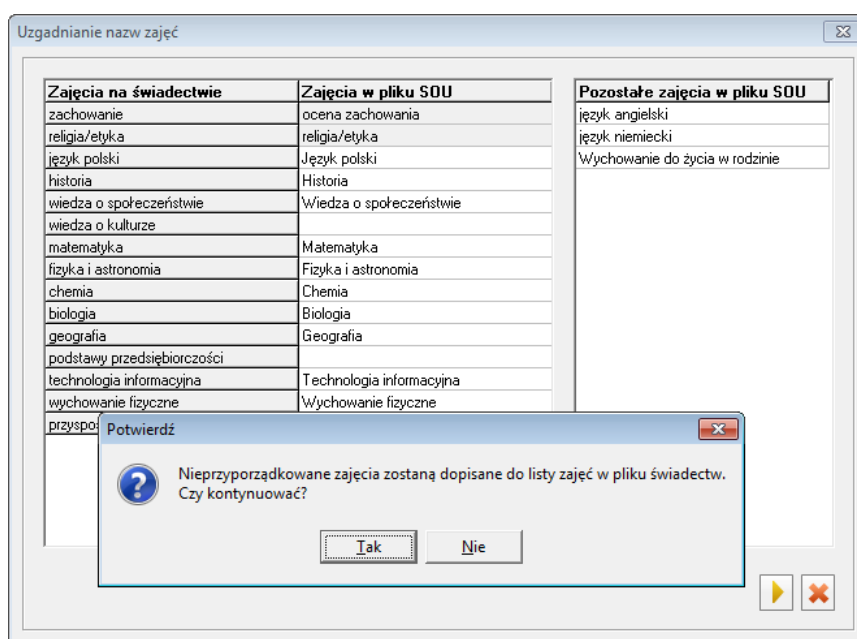 Uzgadnianie nazw zajęć
Zajęcia na świadectwie Zajęcia w pliku SOU Pozostałe zajęcia w pliku SOU
zachowanie ocena zachowania język angielski
religia/etyka religia/etyka język niemiecki
język polski Język polski Wychowanie do życia w rodzinie
historia Historia
wiedza o społeczeństwie Wiedza o społeczeństwie
wiedza o kulturze
matematyka Matematyka
fizyka i astronomia Fizyka i astronomia
chemia Chemia
biologia Biologia
geografia Geografia
podstawy przedsiębiorczości
technologia informacyjna Technologia informacyjna
wychowanie fizyczne Wychowanie fizyczne
Potwierdź
Nieprzyporządkowane zajęcia zostaną dopisane do listy zajęć w pliku świadectw.
Czy kontynuować?
Tak Nie